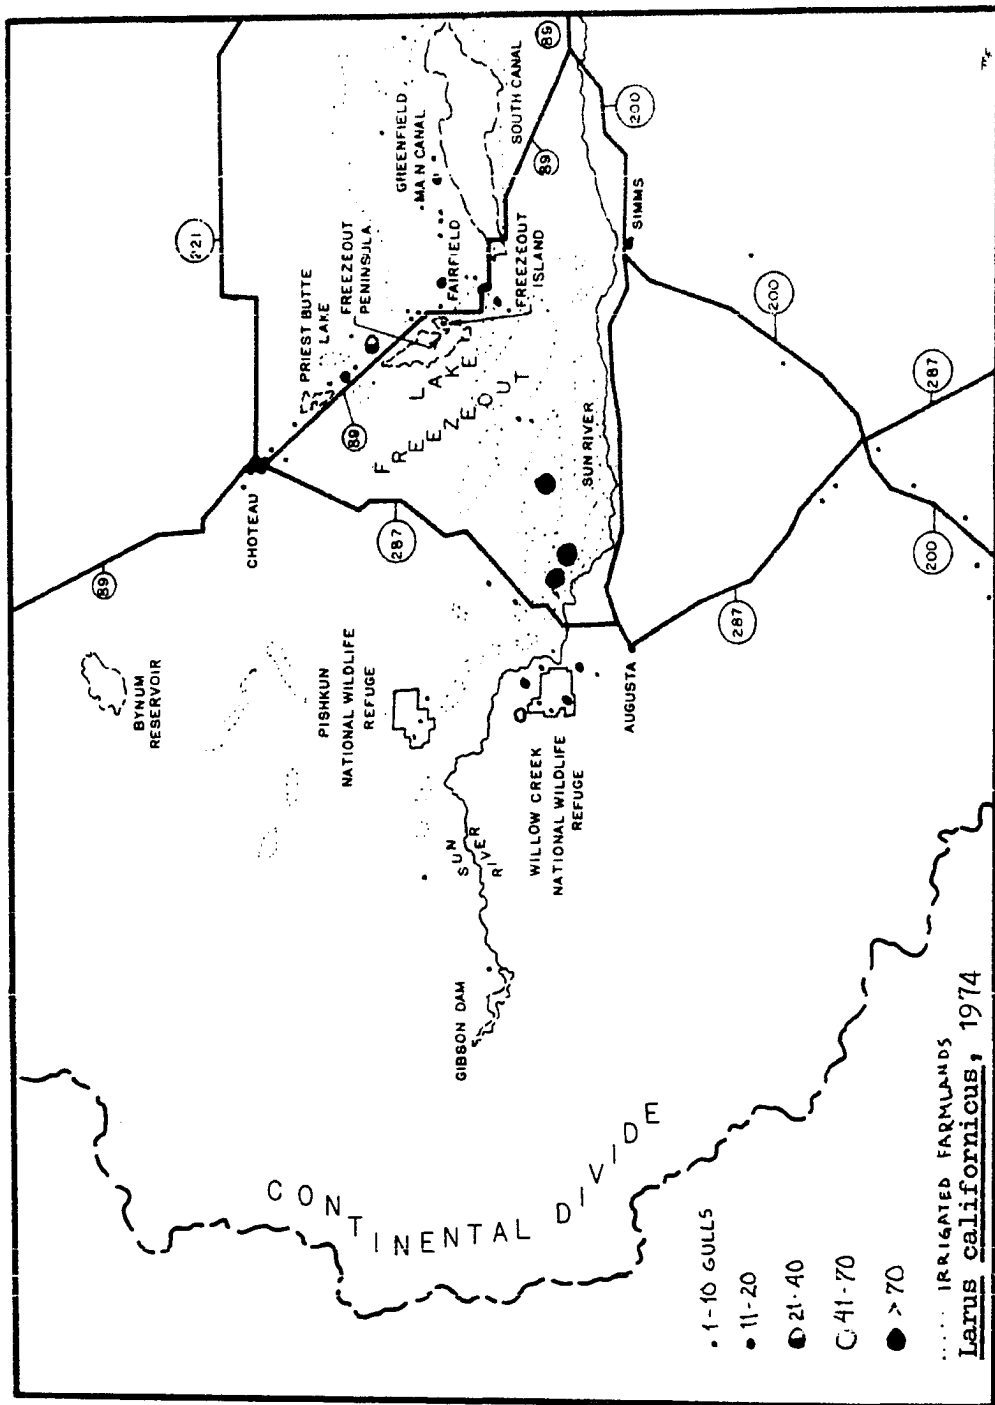 89
BYNUM
RESERVOIR
CHOTEAU
221
PRIEST BUTTE
LAKE
FREEZEOUT
PENINSULA
GREENFIELD
MAIN CANAL
FAIRFIELD
FREEZEOUT
ISLAND
SOUTH CANAL
89
89
89
200
SIMMS
FREEZEOUT
LAKE
287
PISHKUN
NATIONAL WILDLIFE
REFUGE
SUN RIVER
SUN
RIVER
GIBSON DAM
WILLOW CREEK
NATIONAL WILDLIFE
REFUGE
AUGUSTA
287
200
287
200
CONTINENTAL DIVIDE
1-10 GULLS
11-20
21-40
41-70
>70
..... IRRIGATED FARMLANDS
Larus californicus, 1974